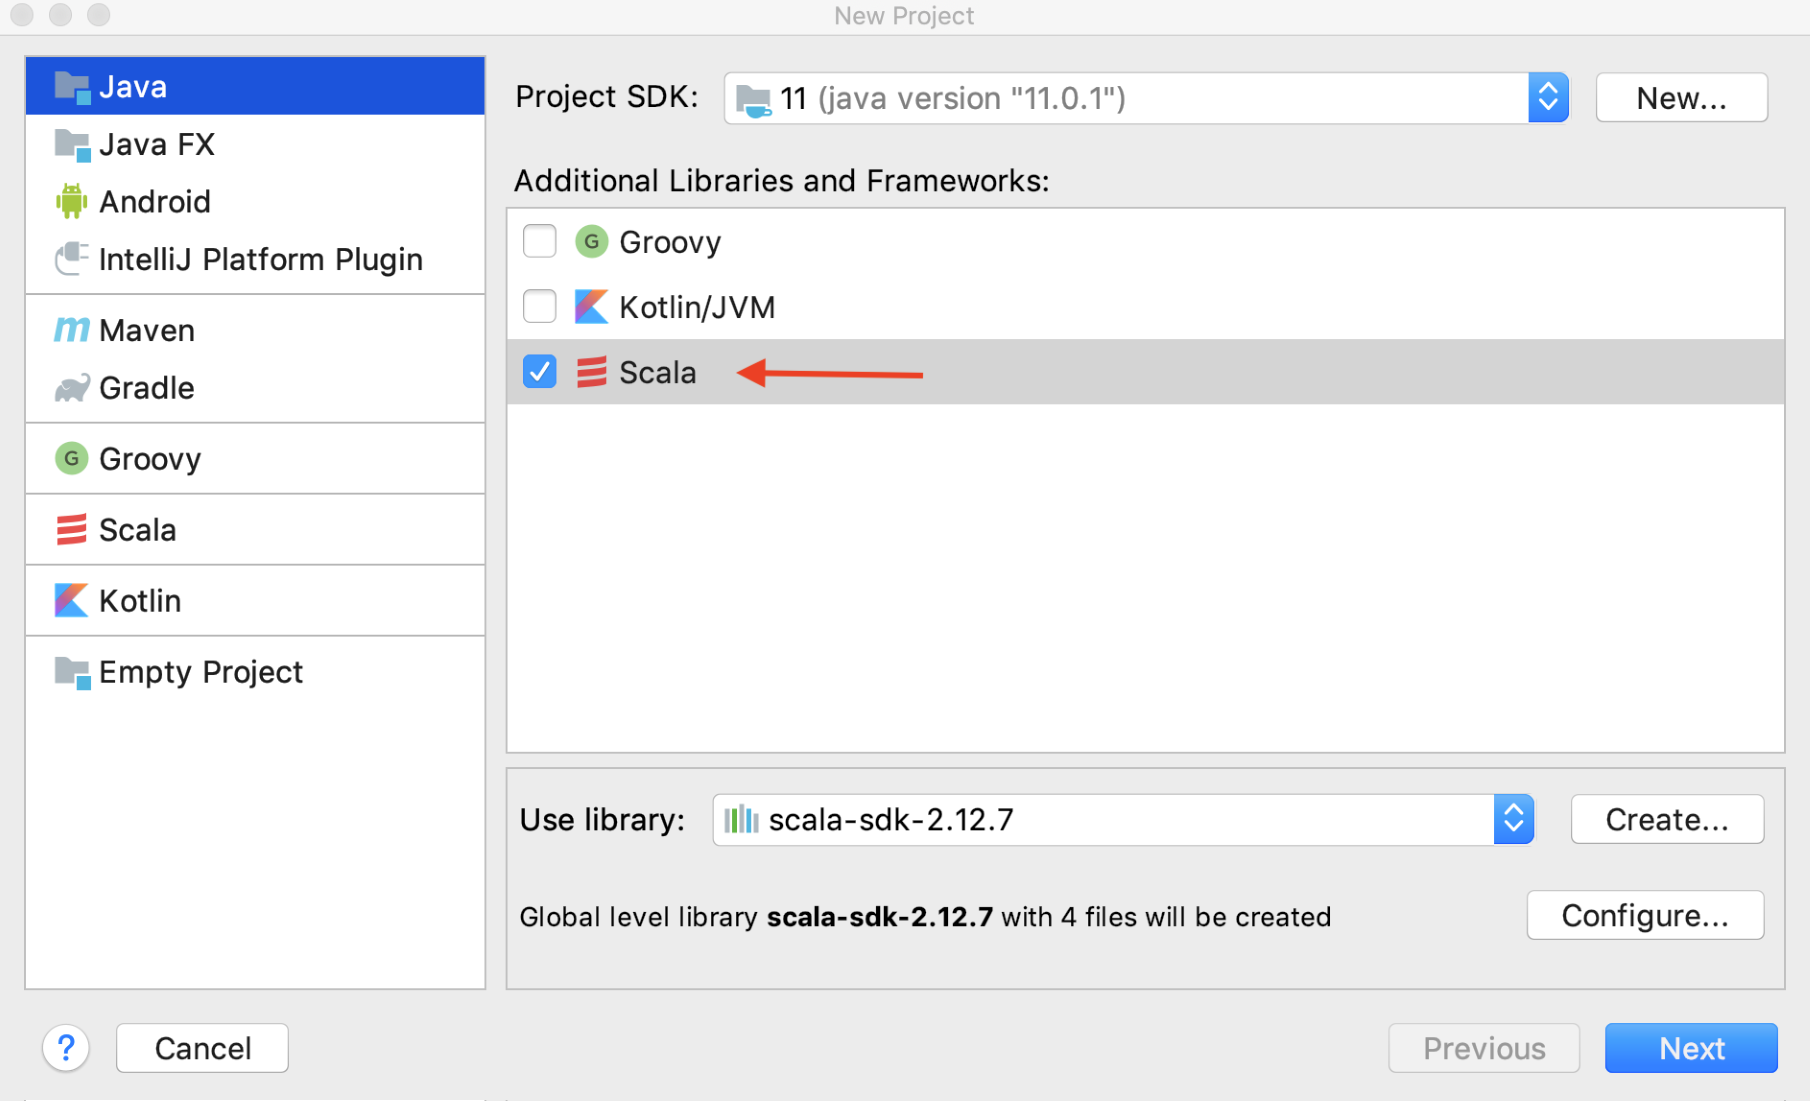 New Project
Java
Java FX
Android
IntelliJ Platform Plugin
m Maven
Gradle
G Groovy
Scala
Kotlin
Empty Project
Project SDK: 11 (java version "11.0.1") New...
Additional Libraries and Frameworks:
G Groovy
Kotlin/JVM
Scala
Use library: scala-sdk-2.12.7 Create...
Global level library scala-sdk-2.12.7 with 4 files will be created Configure...
? Cancel Previous Next